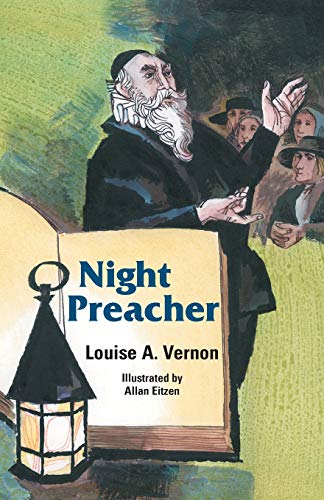 Night
Preacher
Louise A. Vernon
Illustrated by
Allan Eitzen